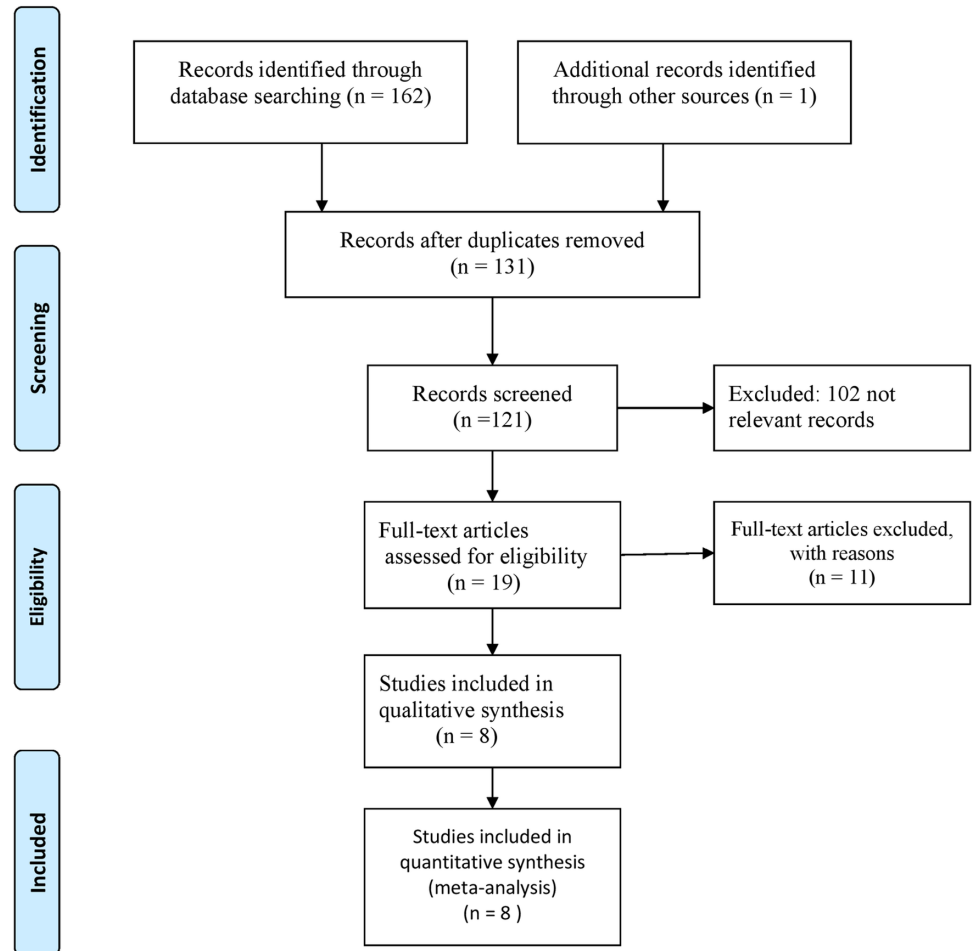 Identification
Records identified through
database searching (n = 162)
Additional records identified
through other sources (n = 1)
Records after duplicates removed
(n = 131)
Screening
Records screened
(n =121)
Excluded: 102 not
relevant records
Eligibility
Full-text articles
assessed for eligibility
(n = 19)
Full-text articles excluded,
with reasons
(n = 11)
Studies included in
qualitative synthesis
(n = 8)
Included
Studies included in
quantitative synthesis
(meta-analysis)
(n = 8 )